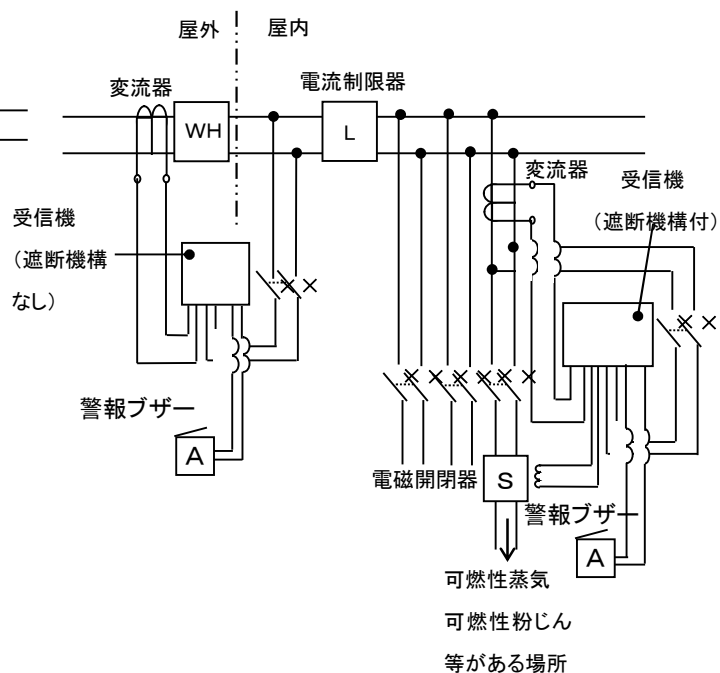 屋外
屋内
変流器
電流制限器
WH
L
変流器
受信機
(遮断機構付)
受信機
(遮断機構
なし)
警報ブザー
A
電磁開閉器
S
警報ブザー
A
可燃性蒸気
可燃性粉じん
等がある場所